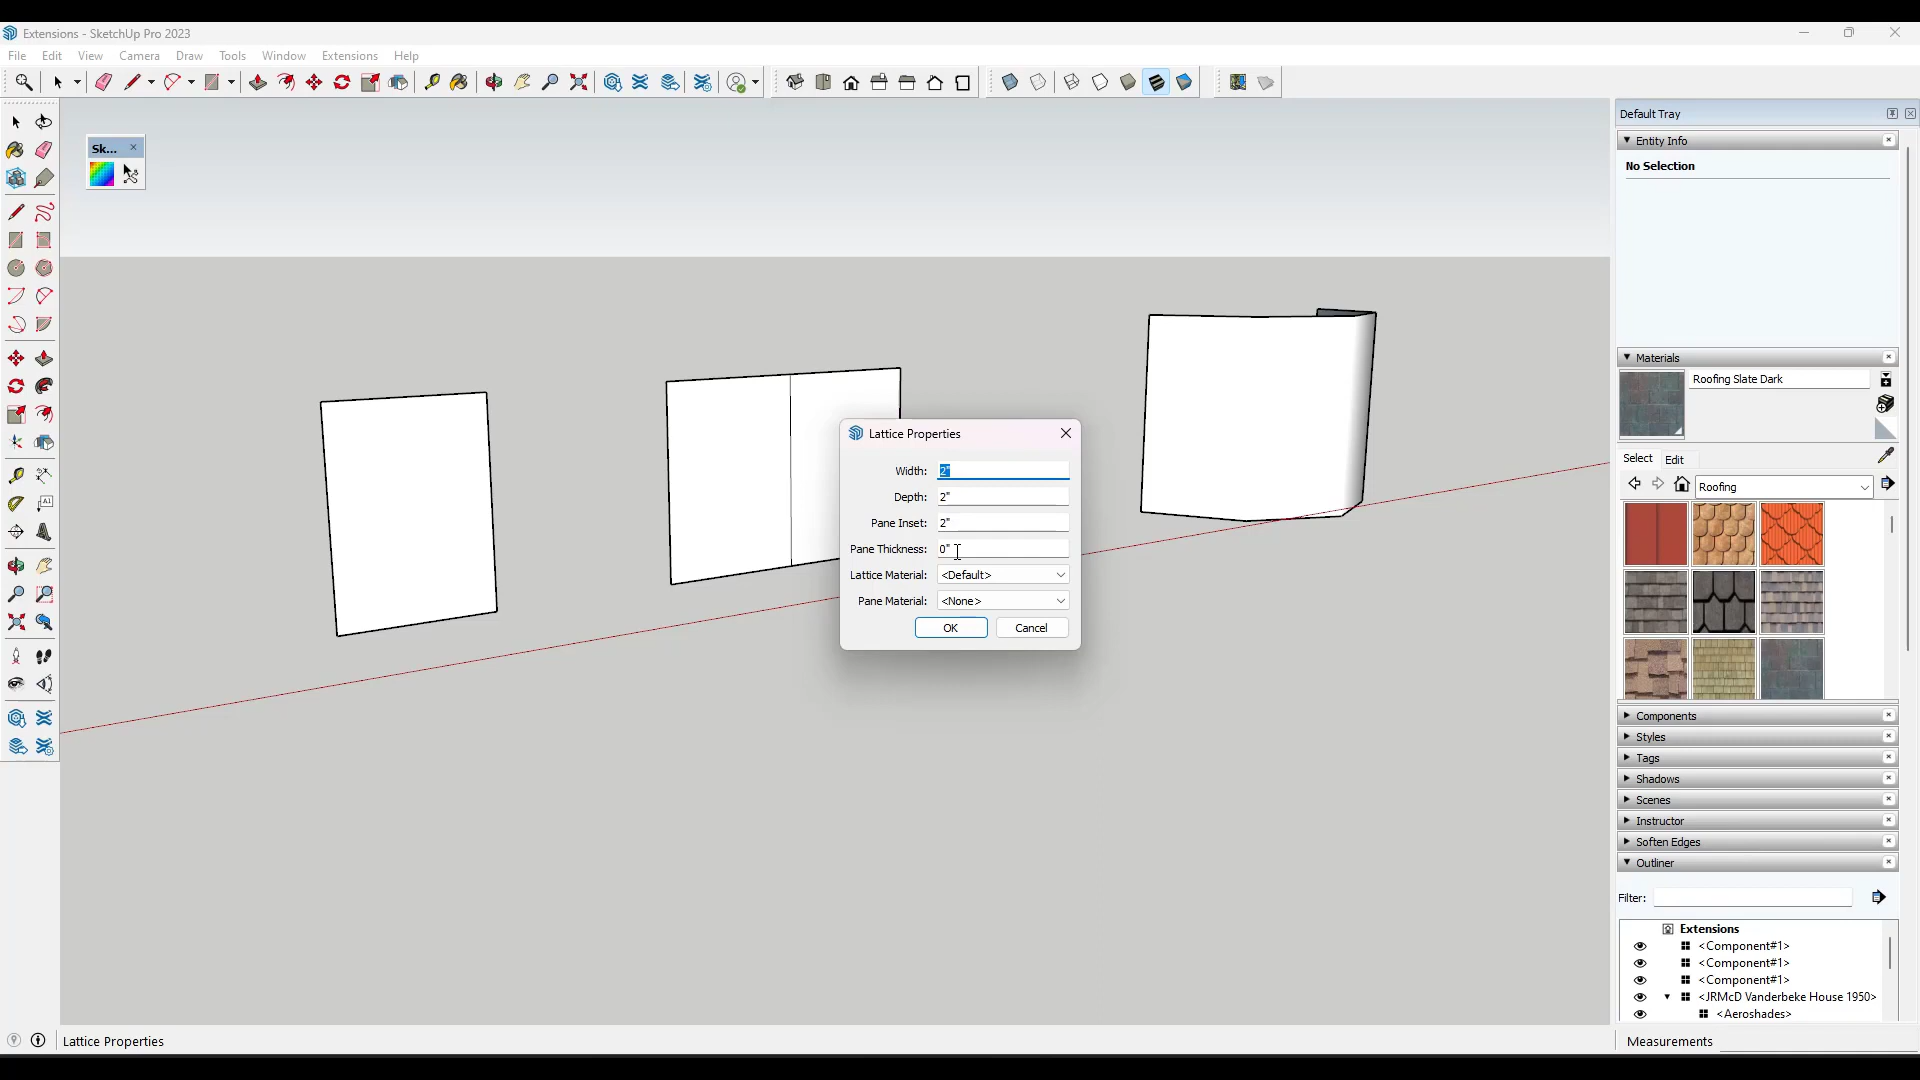 Extensions - SketchUp Pro 2023
File Edit View Camera Draw Tools Window Extensions Help
Default Tray
Sk...
Entity Info
No Selection
Materials
Roofing Slate Dark
Select Edit
Roofing
Lattice Properties
Width: 2"
Depth: 2"
Pane Inset: 2"
Pane Thickness: 0"
Lattice Material: <Default>
Pane Material: <None>
OK Cancel
A1
Components
Styles
Tags
Shadows
Scenes
Instructor
Soften Edges
Outliner
Filter:
Extensions
<Component#1>
<Component#1>
<Component#1>
<JRMcD Vanderbeke House 1950>
<Aeroshades>
Lattice Properties
Measurements